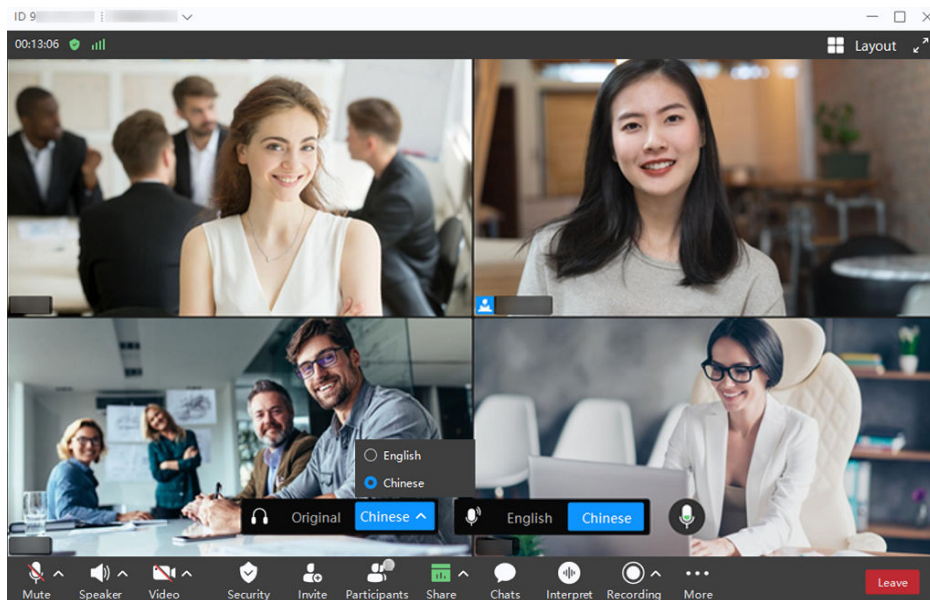 ID 9
00:13:06
Layout
English
Chinese
Original Chinese
English Chinese
Mute Speaker Video Security Invite Participants Share Chats Interpret Recording More Leave